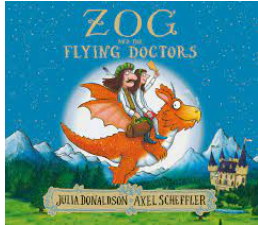 ZOG
AND THE
FLYING DOCTORS
JULIA DONALDSON AXEL SCHEFFLER